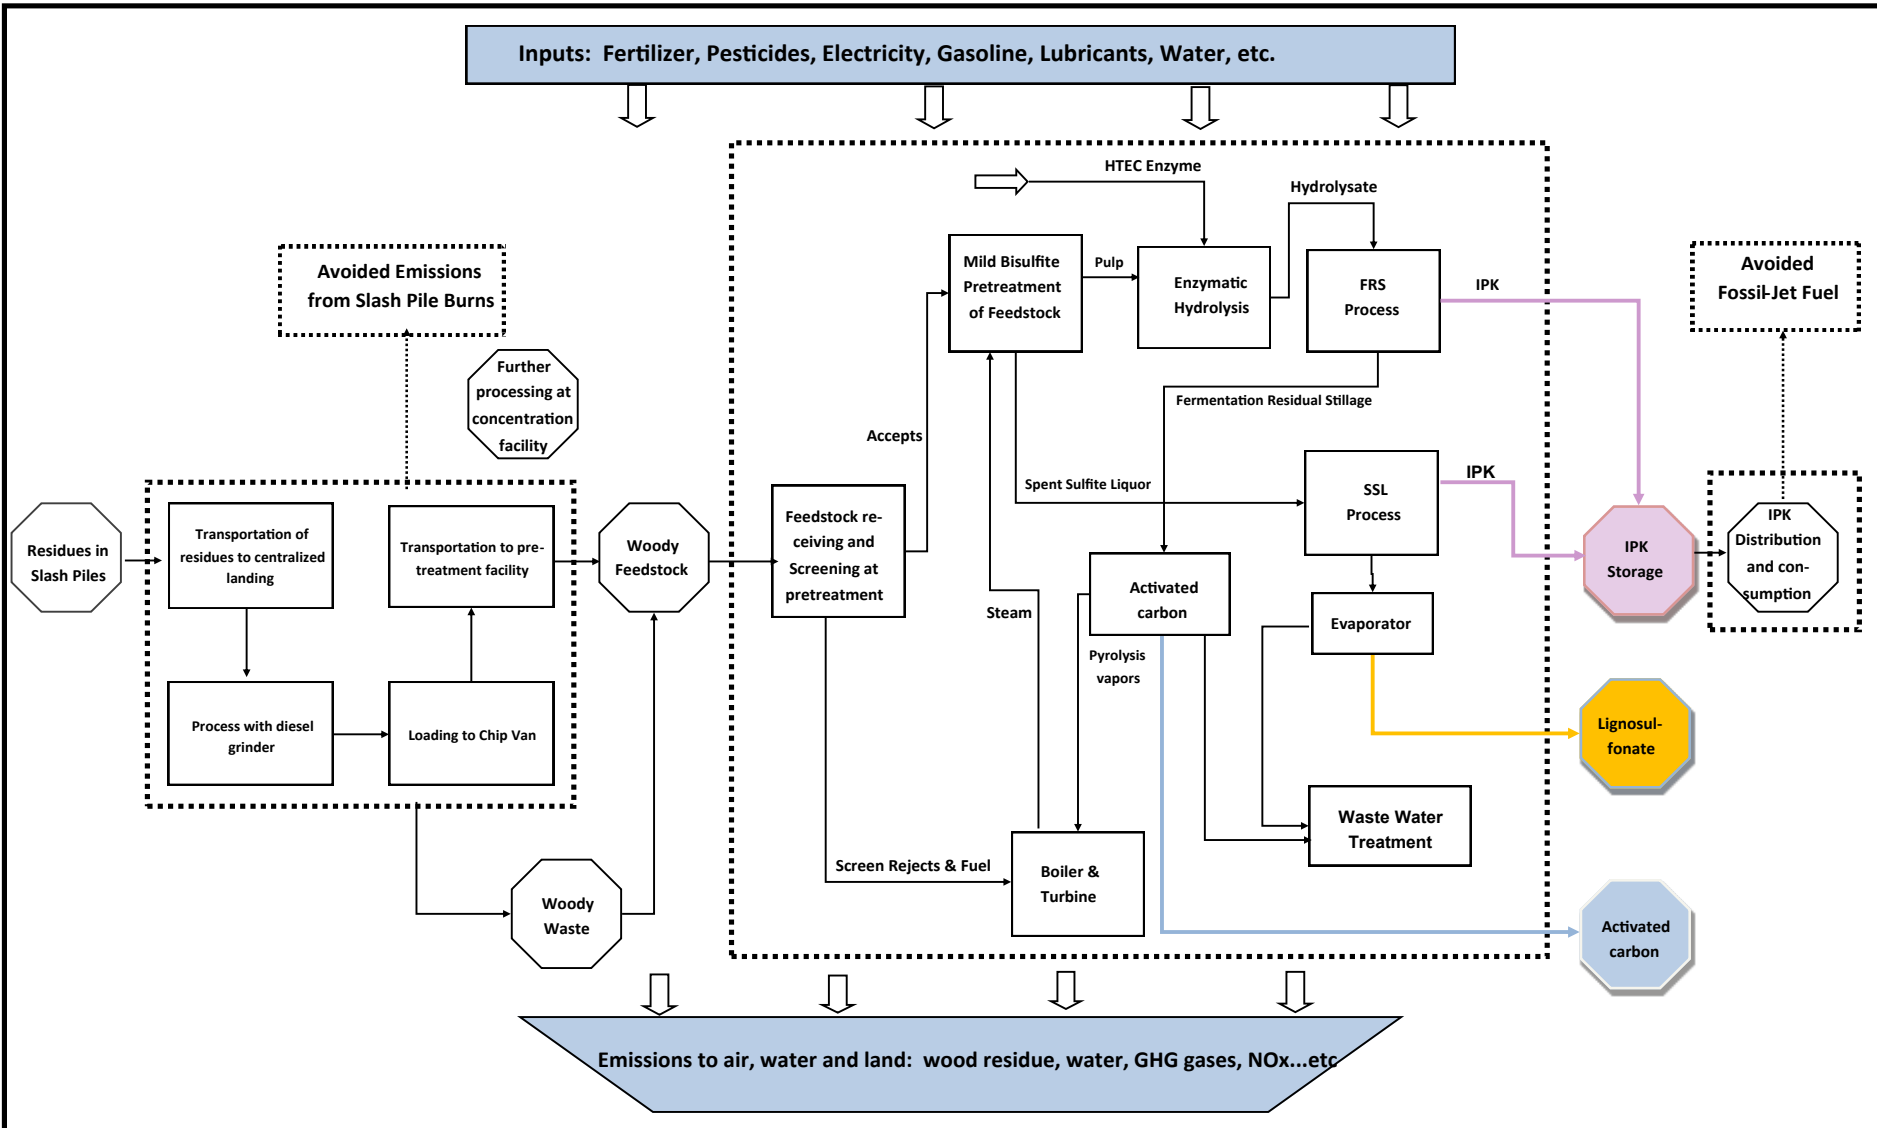 Inputs:  Fertilizer, Pesticides, Electricity, Gasoline, Lubricants, Water, etc.
HTEC Enzyme
Hydrolysate
Avoided Emissions
from Slash Pile Burns
Mild Bisulfite
Pretreatment
of Feedstock
Pulp
Enzymatic
Hydrolysis
FRS
Process
IPK
Avoided
Fossil-Jet Fuel
Further
processing at
concentration
facility
Accepts
Fermentation Residual Stillage
Spent Sulfite Liquor
SSL
Process
IPK
Residues in
Slash Piles
Transportation of
residues to centralized
landing
Transportation to pre-
treatment facility
Woody
Feedstock
Feedstock re-
ceiving and
Screening at
pretreatment
Steam
Activated
carbon
Evaporator
IPK
Storage
IPK
Distribution
and con-
sumption
Pyrolysis
vapors
Process with diesel
grinder
Loading to Chip Van
Lignosul-
fonate
Waste Water
Treatment
Screen Rejects & Fuel
Boiler &
Turbine
Woody
Waste
Activated
carbon
Emissions to air, water and land:  wood residue, water, GHG gases, NOx...etc